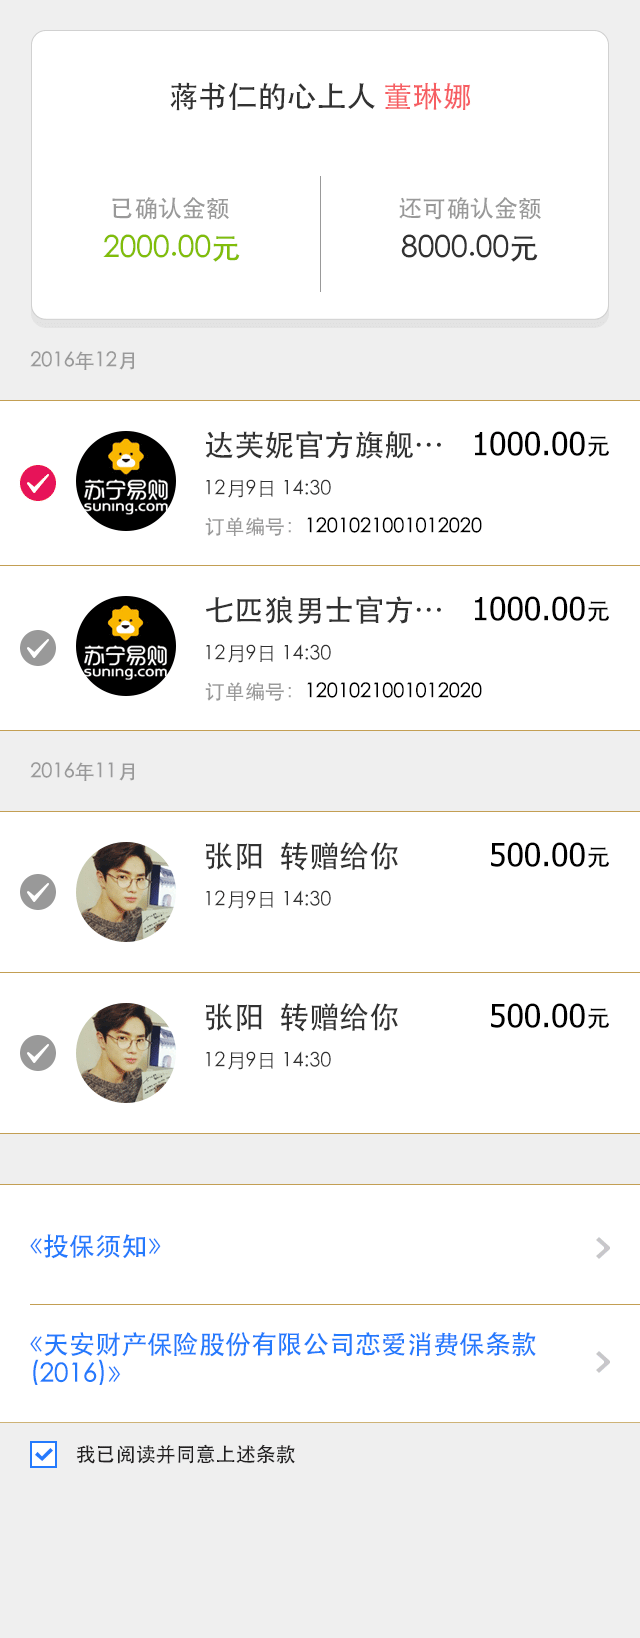 蒋书仁的心上人 董琳娜
已确认金额
2000.00元
还可确认金额
8000.00元
2016年12月
苏宁易购
suning.com
达芙妮官方旗舰… 1000.00元
12月9日 14:30
订单编号：1201021001012020
苏宁易购
suning.com
七匹狼男士官方… 1000.00元
12月9日 14:30
订单编号：1201021001012020
2016年11月
张阳 转赠给你 500.00元
12月9日 14:30
张阳 转赠给你 500.00元
12月9日 14:30
《投保须知》
《天安财产保险股份有限公司恋爱消费保条款
(2016)》
我已阅读并同意上述条款